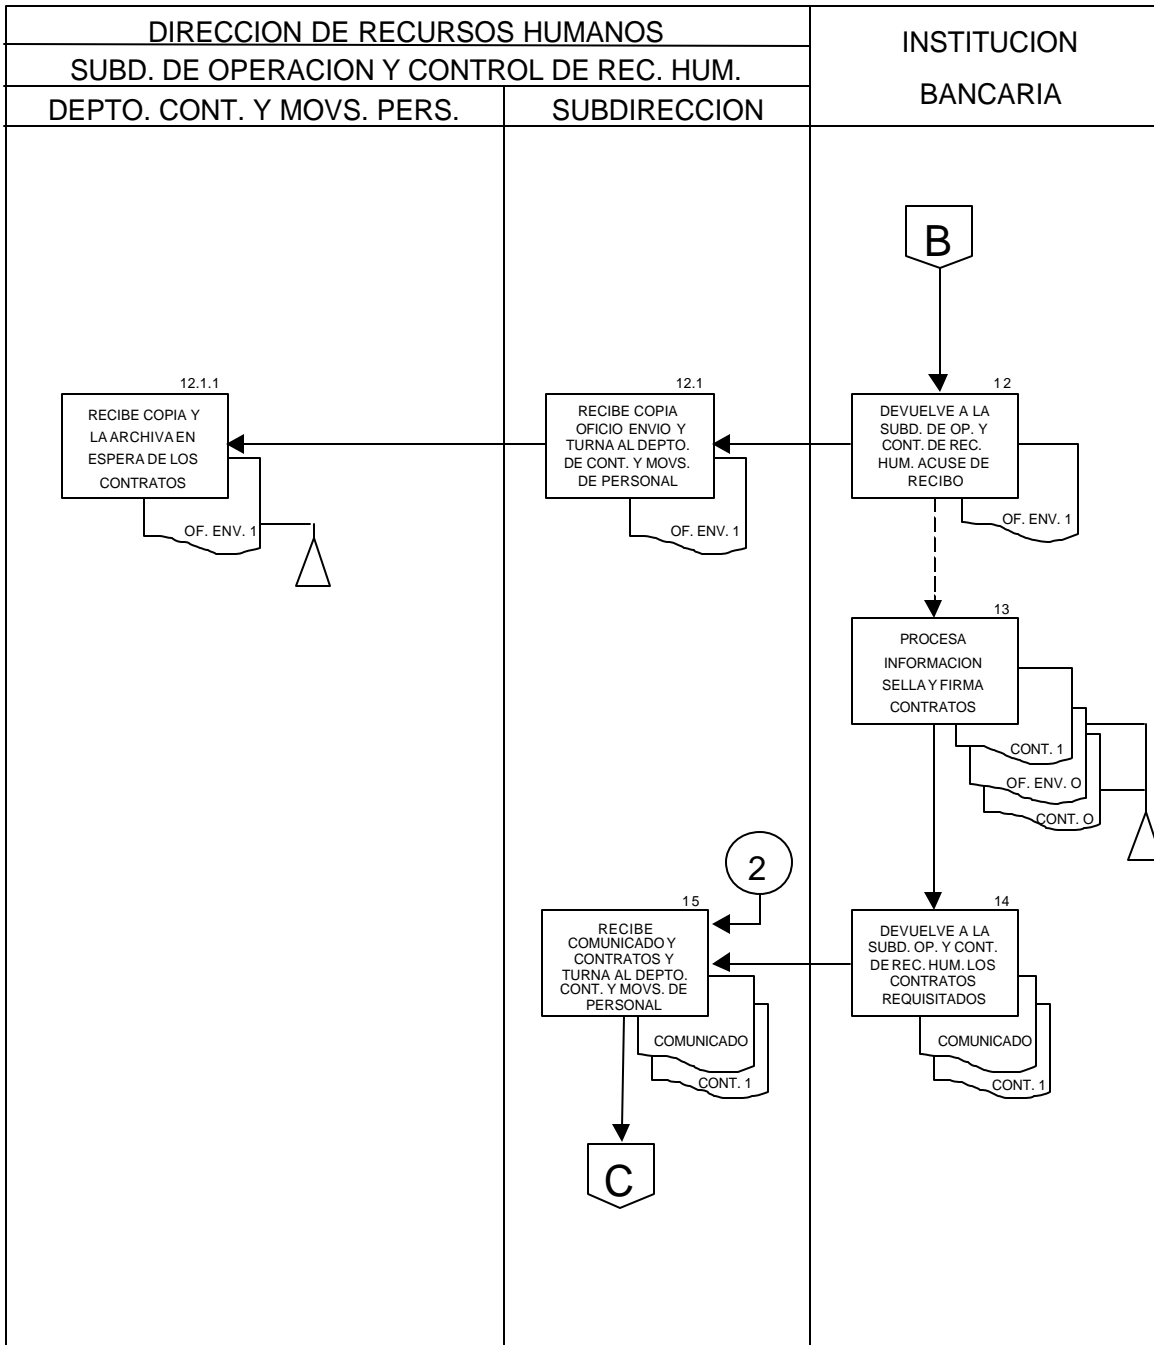 DIRECCION DE RECURSOS HUMANOS
SUBD. DE OPERACION Y CONTROL DE REC. HUM.
DEPTO. CONT. Y MOVS. PERS.
SUBDIRECCION
INSTITUCION
BANCARIA
B
12.1.1
RECIBE COPIA Y
LA ARCHIVA EN
ESPERA DE LOS
CONTRATOS
OF. ENV. 1
12.1
RECIBE COPIA
OFICIO ENVIO Y
TURNA AL DEPTO.
DE CONT. Y MOVS.
DE PERSONAL
OF. ENV. 1
12
DEVUELVE A LA
SUBD. DE OP. Y
CONT. DE REC.
HUM. ACUSE DE
RECIBO
OF. ENV. 1
13
PROCESA
INFORMACION
SELLA Y FIRMA
CONTRATOS
CONT. 1
OF. ENV. O
CONT. O
2
15
RECIBE
COMUNICADO Y
CONTRATOS Y
TURNA AL DEPTO.
CONT. Y MOVS. DE
PERSONAL
COMUNICADO
CONT. 1
14
DEVUELVE A LA
SUBD. OP. Y CONT.
DE REC. HUM. LOS
CONTRATOS
REQUISITADOS
COMUNICADO
CONT. 1
C